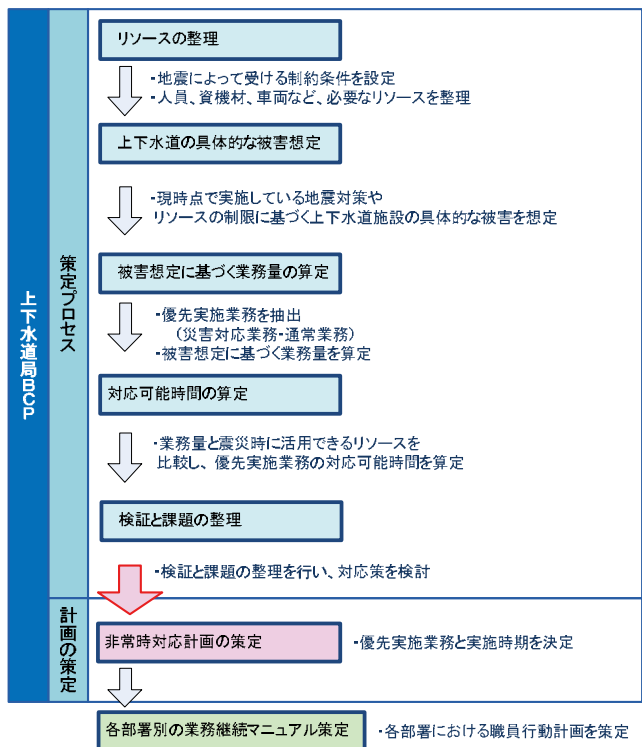 上下水道局BCP
策定プロセス
リソースの整理
・地震によって受ける制約条件を設定
・人員、資機材、車両など、必要なリソースを整理
上下水道の具体的な被害想定
・現時点で実施している地震対策や
リソースの制限に基づく上下水道施設の具体的な被害を想定
被害想定に基づく業務量の算定
・優先実施業務を抽出
(災害対応業務・通常業務)
・被害想定に基づく業務量を算定
対応可能時間の算定
・業務量と震災時に活用できるリソースを
比較し、優先実施業務の対応可能時間を算定
検証と課題の整理
・検証と課題の整理を行い、対応策を検討
計画の策定
非常時対応計画の策定
・優先実施業務と実施時期を決定
各部署別の業務継続マニュアル策定
・各部署における職員行動計画を策定